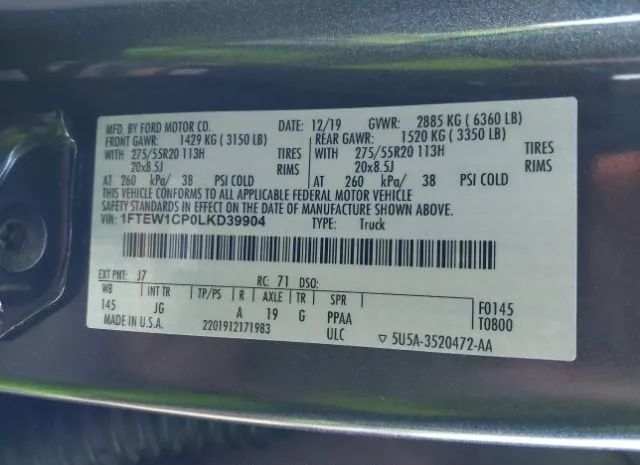 MFD. BY FORD MOTOR CO. DATE: 12/19 GVWR: 2885 KG ( 6360 LB)
FRONT GAWR: 1429 KG ( 3150 LB) REAR GAWR: 1520 KG ( 3350 LB)
WITH 275/55R20 113H TIRES WITH 275/55R20 113H TIRES
20x8.5J RIMS 20x8.5J RIMS
AT 260 kPa/ 38 PSI COLD AT 260 kPa/ 38 PSI COLD
THIS VEHICLE CONFORMS TO ALL APPLICABLE FEDERAL MOTOR VEHICLE
SAFETY STANDARDS IN EFFECT ON THE DATE OF MANUFACTURE SHOWN ABOVE.
VIN: 1FTEW1CP0LKD39904 TYPE: Truck
EXT PNT: J7 RC: 71 DSO:
WB INT TR TP/PS R AXLE TR SPR
145 JG A 19 G PPAA F0145
T0800
MADE IN U.S.A. 2201912171983 ULC ▽ 5U5A-3520472-AA